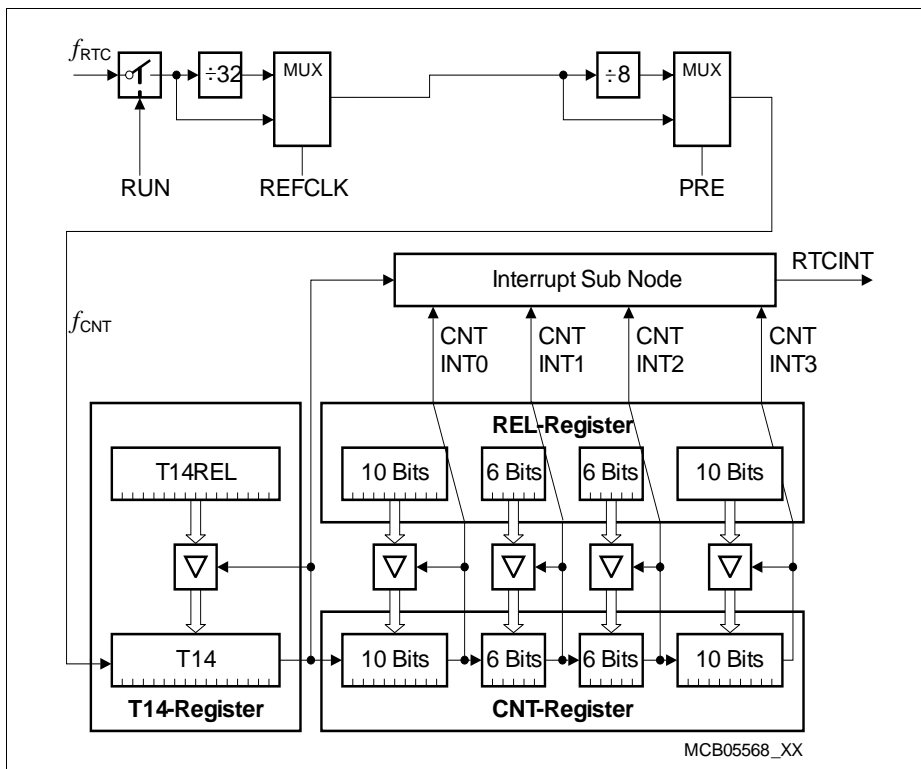 fRTC
÷32
MUX
÷8
MUX
RUN
REFCLK
PRE
RTCINT
Interrupt Sub Node
fCNT
CNT
INT0
CNT
INT1
CNT
INT2
CNT
INT3
REL-Register
T14REL
10 Bits
6 Bits
6 Bits
10 Bits
T14
10 Bits
6 Bits
6 Bits
10 Bits
T14-Register
CNT-Register
MCB05568_XX